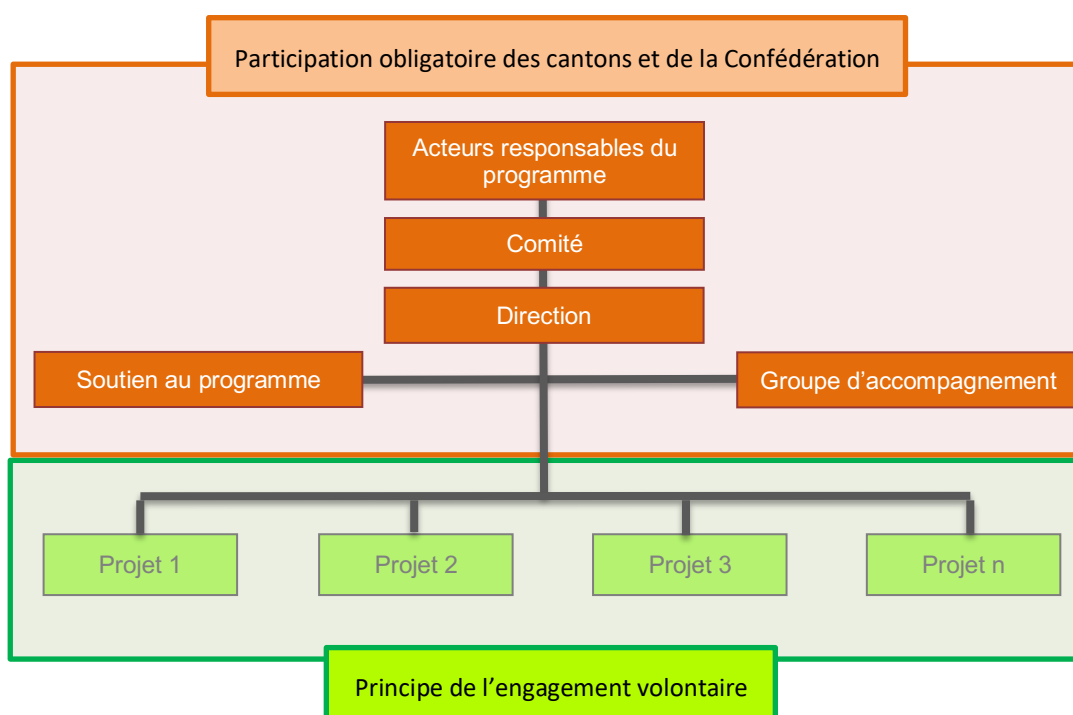 Participation obligatoire des cantons et de la Confédération
Acteurs responsables du
programme
Comité
Direction
Soutien au programme
Groupe d’accompagnement
Projet 1
Projet 2
Projet 3
Projet n
Principe de l’engagement volontaire